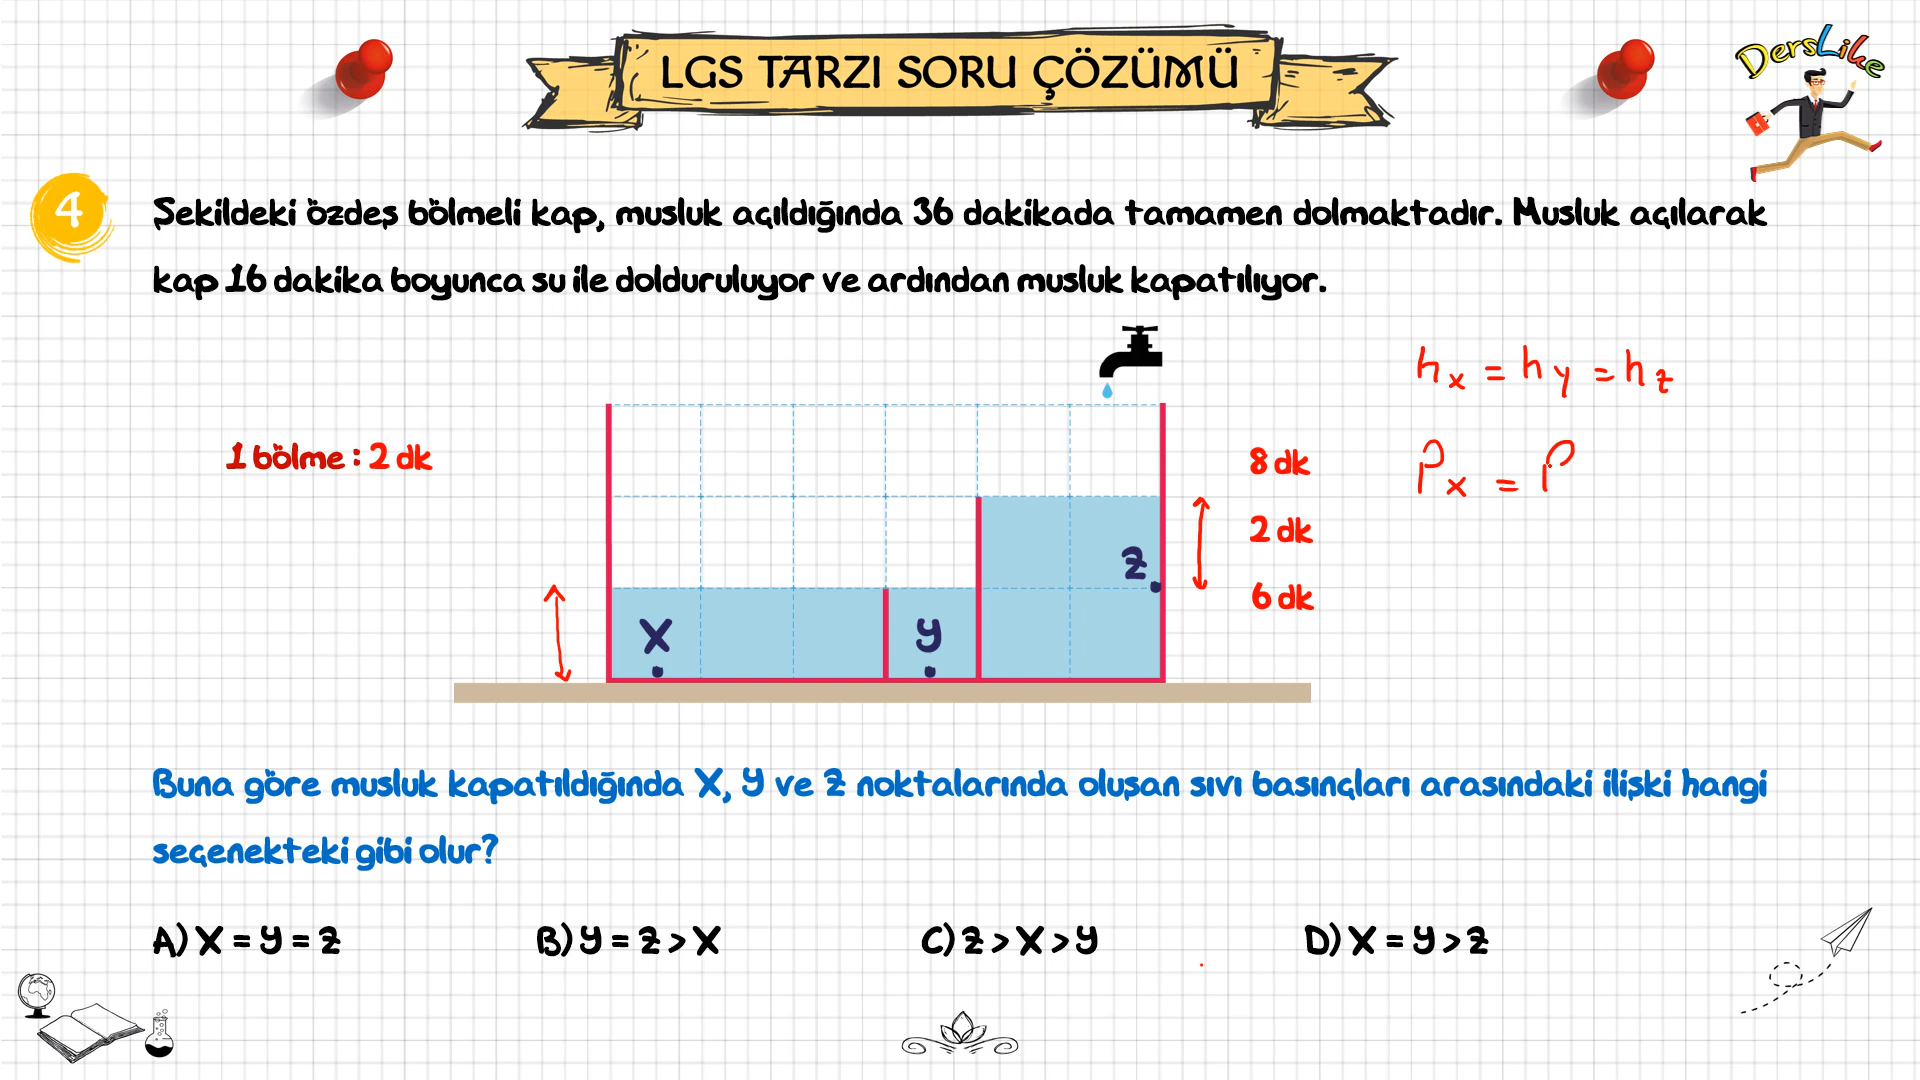 LGS TARZI SORU ÇÖZÜMÜ
DersLike
4
Şekildeki özdeş bölmeli kap, musluk açıldığında 36 dakikada tamamen dolmaktadır. Musluk açılarak
kap 16 dakika boyunca su ile dolduruluyor ve ardından musluk kapatılıyor.
hx = hy = hz
1 bölme : 2 dk
8 dk
Px = P
2 dk
Z
6 dk
X
Y
Buna göre musluk kapatıldığında X, Y ve Z noktalarında oluşan sıvı basınçları arasındaki ilişki hangi
seçenekteki gibi olur?
A) X = Y = Z
B) Y = Z > X
C) Z > X > Y
D) X = Y > Z